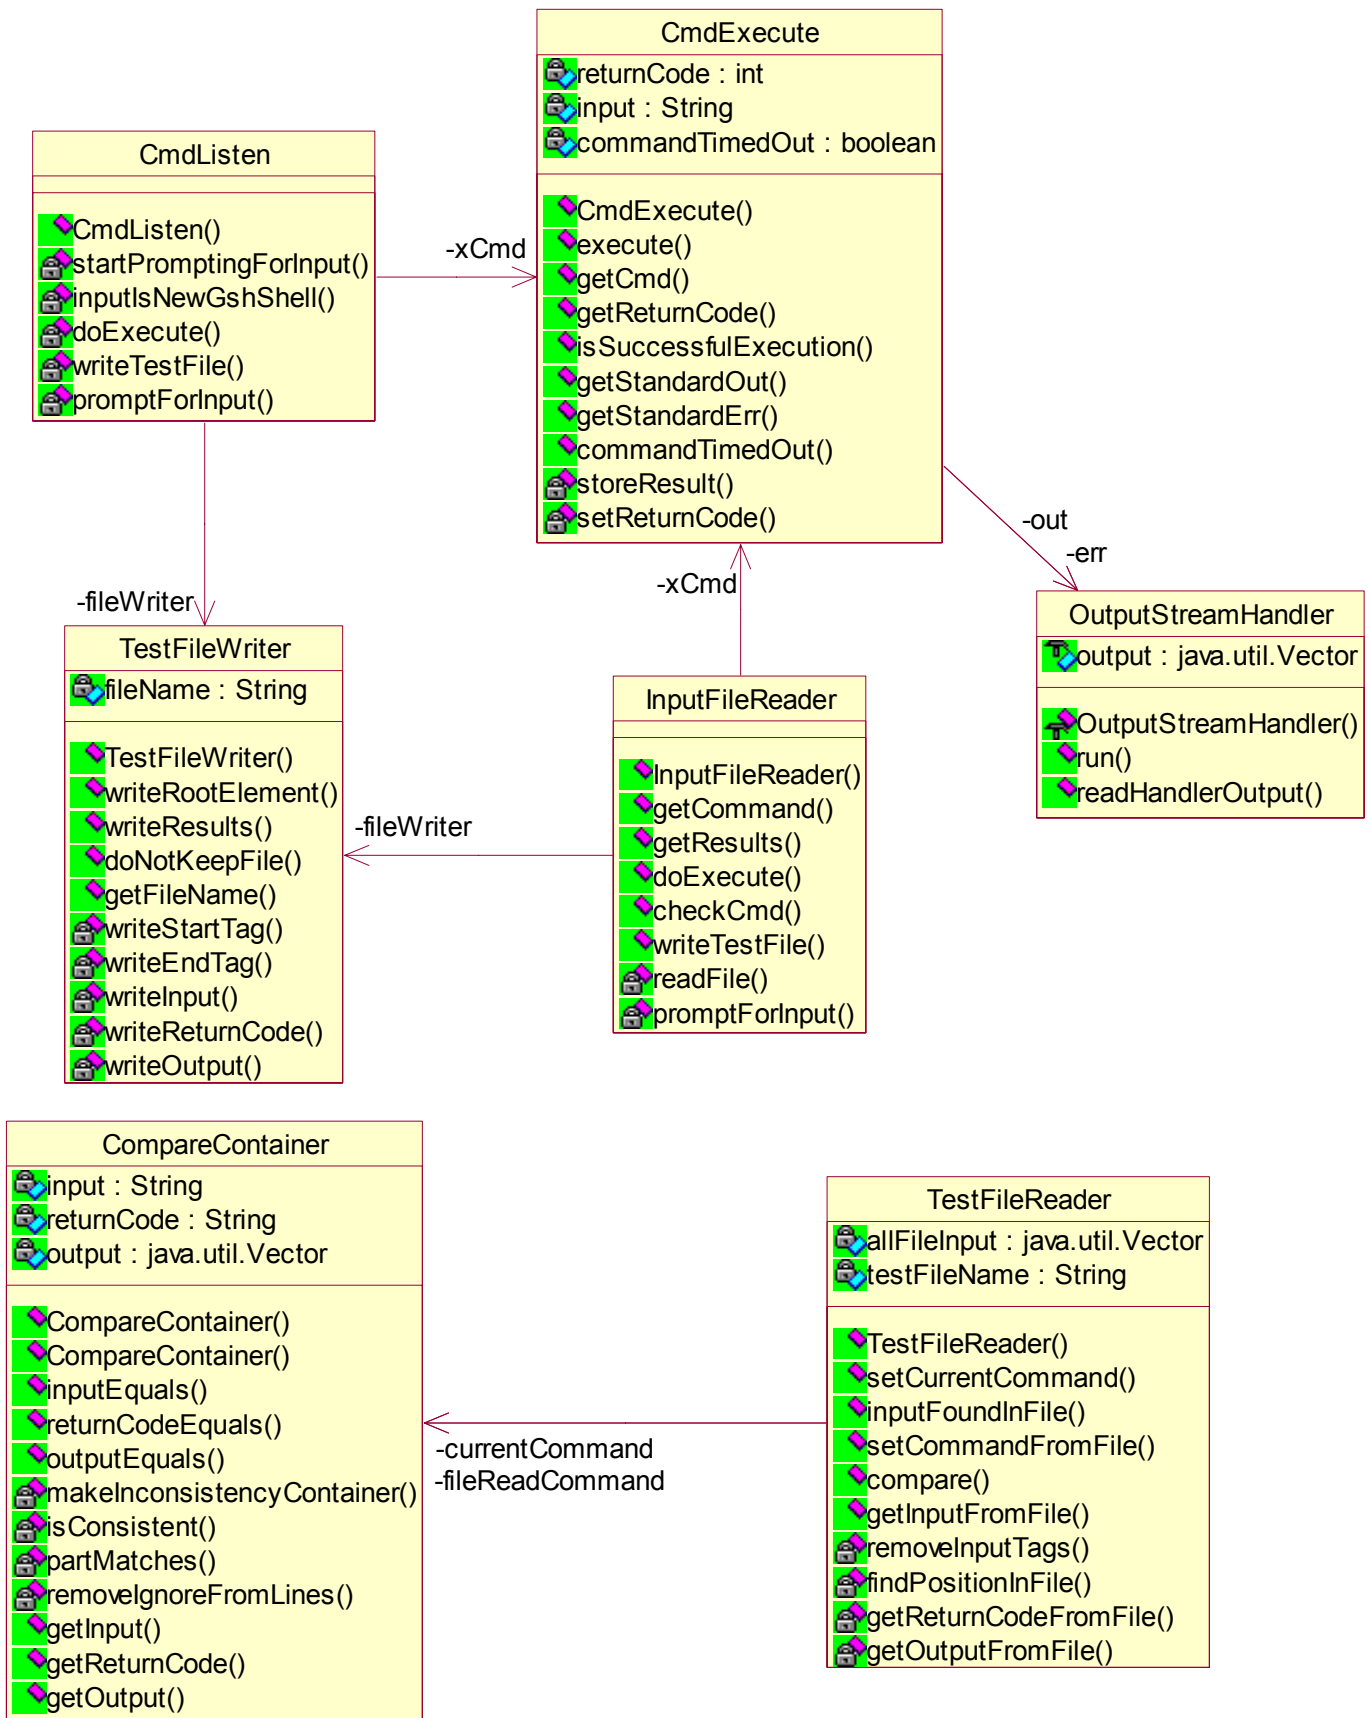 CmdExecute
returnCode : int
input : String
commandTimedOut : boolean
CmdExecute()
execute()
getCmd()
getReturnCode()
isSuccessfulExecution()
getStandardOut()
getStandardErr()
commandTimedOut()
storeResult()
setReturnCode()
CmdListen
CmdListen()
startPromptingForInput()
inputIsNewGshShell()
doExecute()
writeTestFile()
promptForInput()
-xCmd
-out
-err
-xCmd
-fileWriter
OutputStreamHandler
output : java.util.Vector
OutputStreamHandler()
run()
readHandlerOutput()
TestFileWriter
fileName : String
TestFileWriter()
writeRootElement()
writeResults()
doNotKeepFile()
getFileName()
writeStartTag()
writeEndTag()
writeInput()
writeReturnCode()
writeOutput()
-fileWriter
InputFileReader
InputFileReader()
getCommand()
getResults()
doExecute()
checkCmd()
writeTestFile()
readFile()
promptForInput()
CompareContainer
input : String
returnCode : String
output : java.util.Vector
CompareContainer()
CompareContainer()
inputEquals()
returnCodeEquals()
outputEquals()
makeInconsistencyContainer()
isConsistent()
partMatches()
removeIgnoreFromLines()
getInput()
getReturnCode()
getOutput()
-currentCommand
-fileReadCommand
TestFileReader
allFileInput : java.util.Vector
testFileName : String
TestFileReader()
setCurrentCommand()
inputFoundInFile()
setCommandFromFile()
compare()
getInputFromFile()
removeInputTags()
findPositionInFile()
getReturnCodeFromFile()
getOutputFromFile()